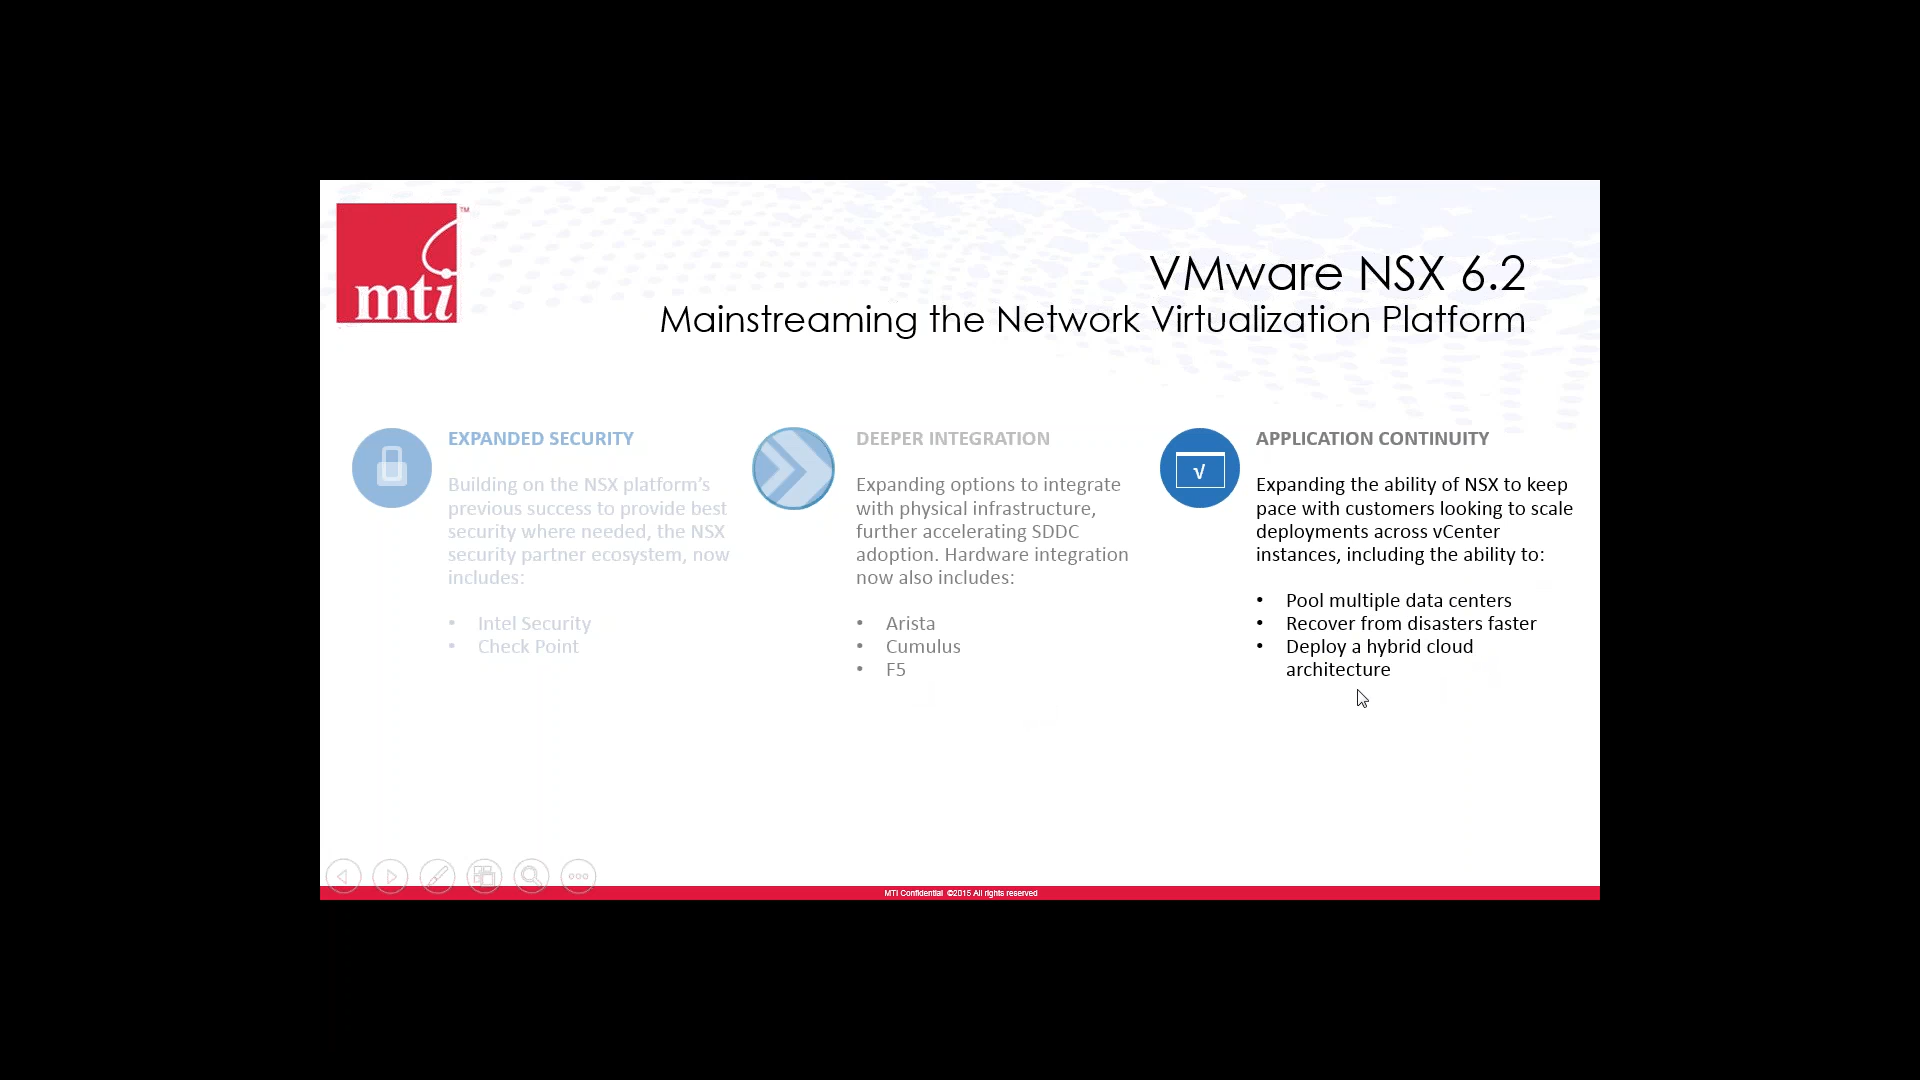 mti
TM
VMware NSX 6.2
Mainstreaming the Network Virtualization Platform
EXPANDED SECURITY
Building on the NSX platform’s
previous success to provide best
security where needed, the NSX
security partner ecosystem, now
includes:
• Intel Security
• Check Point
DEEPER INTEGRATION
Expanding options to integrate
with physical infrastructure,
further accelerating SDDC
adoption. Hardware integration
now also includes:
• Arista
• Cumulus
• F5
√
APPLICATION CONTINUITY
Expanding the ability of NSX to keep
pace with customers looking to scale
deployments across vCenter
instances, including the ability to:
• Pool multiple data centers
• Recover from disasters faster
• Deploy a hybrid cloud
architecture
MTI Confidential ©2015 All rights reserved